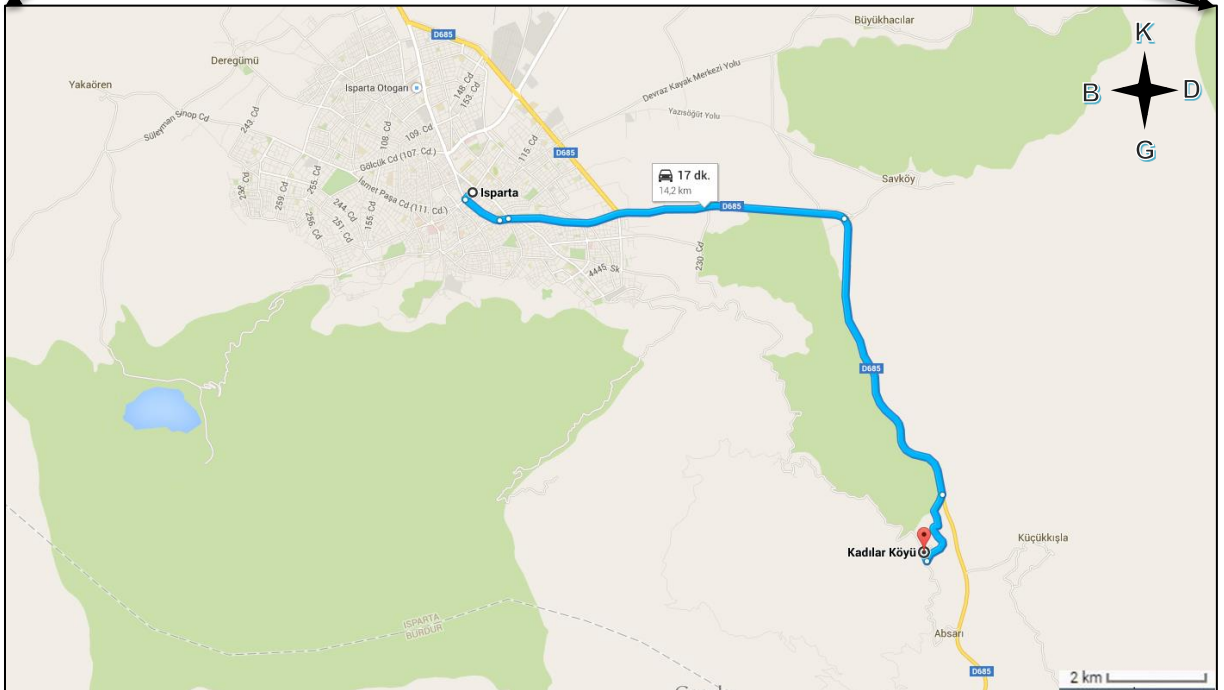 Büyükhacılar
K
D685
Deregümü
Yakaören
Isparta Otogarı
148. Cd
153. Cd
Devraz Kayak Merkezi Yolu
B
D
Yazısöğüt Yolu
Süleyman Sinop Cd
243. Cd
108. Cd
109. Cd
115. Cd
G
D685
Gölcük Cd (107. Cd.)
17 dk.
14,2 km
Savköy
255. Cd
259. Cd
İsmet Paşa Cd (111. Cd.)
Isparta
D685
244. Cd
251. Cd
155. Cd
256. Cd
230. Cd
4445. Sk
D685
Kadılar Köyü
Küçükkışla
ISPARTA
BURDUR
Absarı
D685
2 km